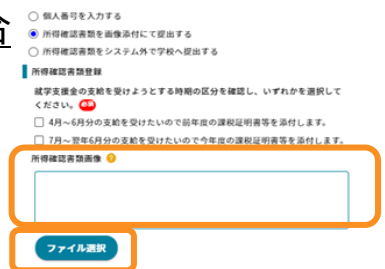 合
個人番号を入力する
所得確認書類を画像添付にて提出する
所得確認書類をシステム外で学校へ提出する
所得確認書類登録
就学支援金の支給を受けようとする時期の区分を確認し、いずれかを選択して
ください。必須
4月～6月分の支給を受けたいので前年度の課税証明書等を添付します。
7月～翌年6月分の支給を受けたいので今年度の課税証明書等を添付します。
所得確認書類画像 ?
ファイル選択